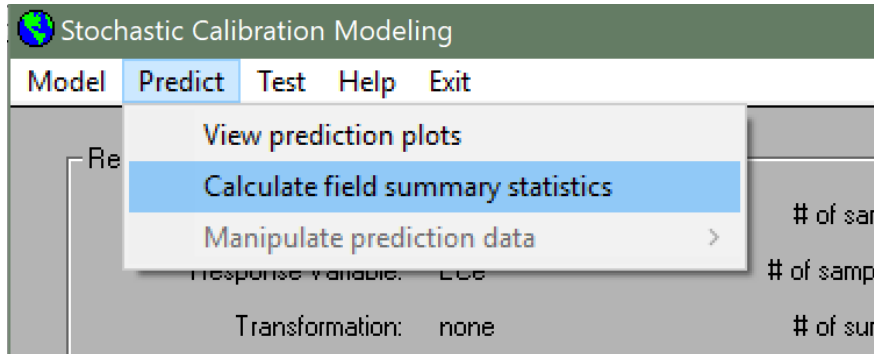 Stochastic Calibration Modeling
Model Predict Test Help Exit
View prediction plots
Re
Calculate field summary statistics
# of sar
Manipulate prediction data
Response Variable: ECe # of samp
Transformation: none # of sur